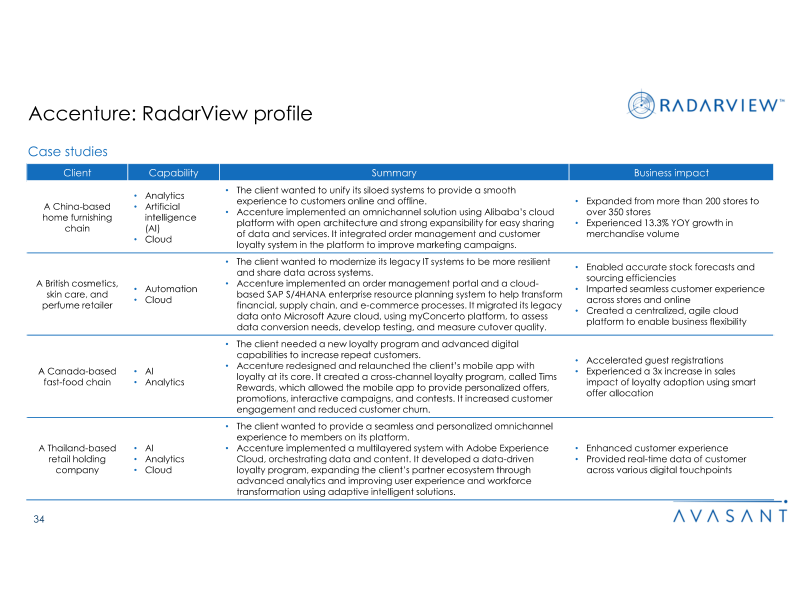 Accenture: RadarView profile
RADARVIEW™
Case studies
Client
Capability
Summary
Business impact
A China-based
home furnishing
chain
• Analytics
• Artificial
intelligence
(AI)
• Cloud
• The client wanted to unify its siloed systems to provide a smooth
experience to customers online and offline.
• Accenture implemented an omnichannel solution using Alibaba's cloud
platform with open architecture and strong expansibility for easy sharing
of data and services. It integrated order management and customer
loyalty system in the platform to improve marketing campaigns.
• Expanded from more than 200 stores to
over 350 stores
• Experienced 13.3% YOY growth in
merchandise volume
A British cosmetics,
skin care, and
perfume retailer
• Automation
• Cloud
• The client wanted to modernize its legacy IT systems to be more resilient
and share data across systems.
• Accenture implemented an order management portal and a cloud-
based SAP S/4HANA enterprise resource planning system to help transform
financial, supply chain, and e-commerce processes. It migrated its legacy
data onto Microsoft Azure cloud, using myConcerto platform, to assess
data conversion needs, develop testing, and measure cutover quality.
• Enabled accurate stock forecasts and
sourcing efficiencies
• Imparted seamless customer experience
across stores and online
• Created a centralized, agile cloud
platform to enable business flexibility
A Canada-based
fast-food chain
• AI
• Analytics
• The client needed a new loyalty program and advanced digital
capabilities to increase repeat customers.
• Accenture redesigned and relaunched the client's mobile app with
loyalty at its core. It created a cross-channel loyalty program, called Tims
Rewards, which allowed the mobile app to provide personalized offers,
promotions, interactive campaigns, and contests. It increased customer
engagement and reduced customer churn.
• Accelerated guest registrations
• Experienced a 3x increase in sales
impact of loyalty adoption using smart
offer allocation
A Thailand-based
retail holding
company
• AI
• Analytics
• Cloud
• The client wanted to provide a seamless and personalized omnichannel
experience to members on its platform.
• Accenture implemented a multilayered system with Adobe Experience
Cloud, orchestrating data and content. It developed a data-driven
loyalty program, expanding the client's partner ecosystem through
advanced analytics and improving user experience and workforce
transformation using adaptive intelligent solutions.
• Enhanced customer experience
• Provided real-time data of customer
across various digital touchpoints
34
AVASANT